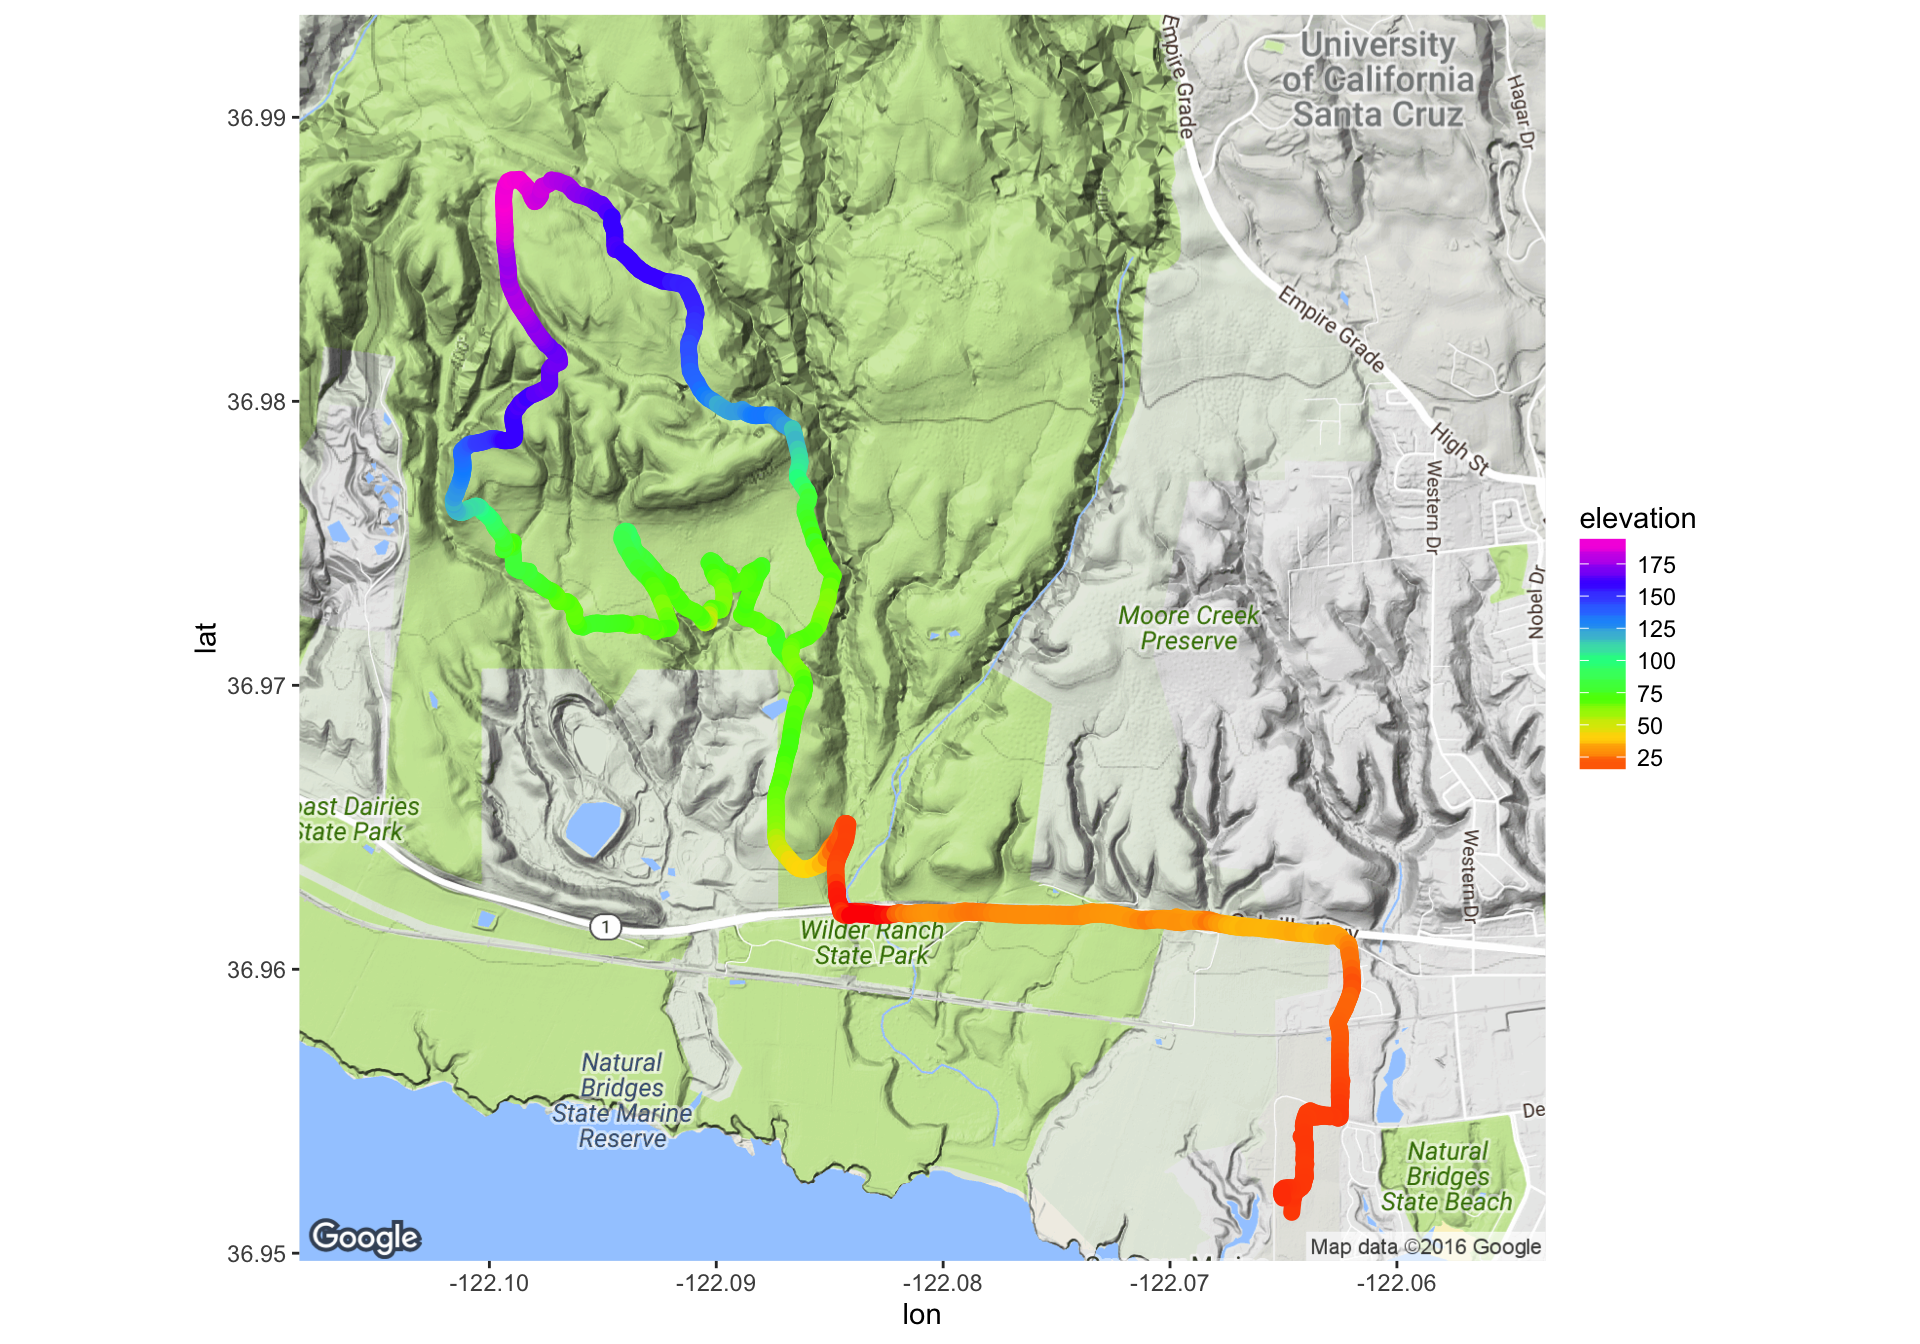 University
of California
Santa Cruz
Empire Grade
Hagar Dr
Empire Grade
High St
Western Dr
Nobel Dr
400
Moore Creek
Preserve
Western Dr
oast Dairies
State Park
1
Wilder Ranch
State Park
Natural
Bridges
State Marine
Reserve
De
Natural
Bridges
State Beach
Google
Map data ©2016 Google
36.99
36.98
36.97
36.96
36.95
lat
-122.10
-122.09
-122.08
-122.07
-122.06
lon
elevation
175
150
125
100
75
50
25